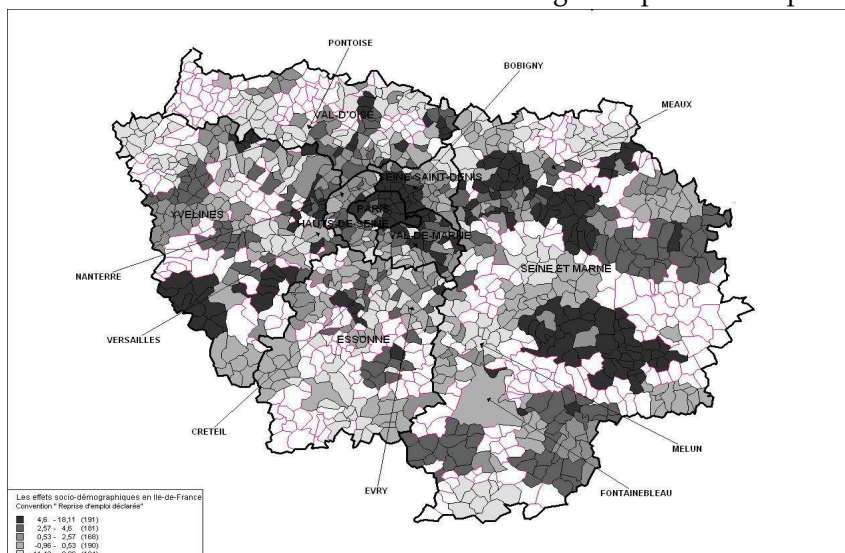 PONTOISE
BOBIGNY
MEAUX
VAL-D'OISE
SEINE-SAINT-DENIS
PARIS
YVELINES
HAUTS-DE-SEINE
VAL-DE-MARNE
NANTERRE
SEINE ET MARNE
VERSAILLES
ESSONNE
CRETEIL
MELUN
EVRY
FONTAINEBLEAU
Les effets socio-démographiques en Ile-de-France
Convention " Reprise d'emploi déclarée"
4,6 - 18,11 (191)
2,57 - 4,6 (181)
0,53 - 2,57 (168)
-0,96 - 0,53 (190)